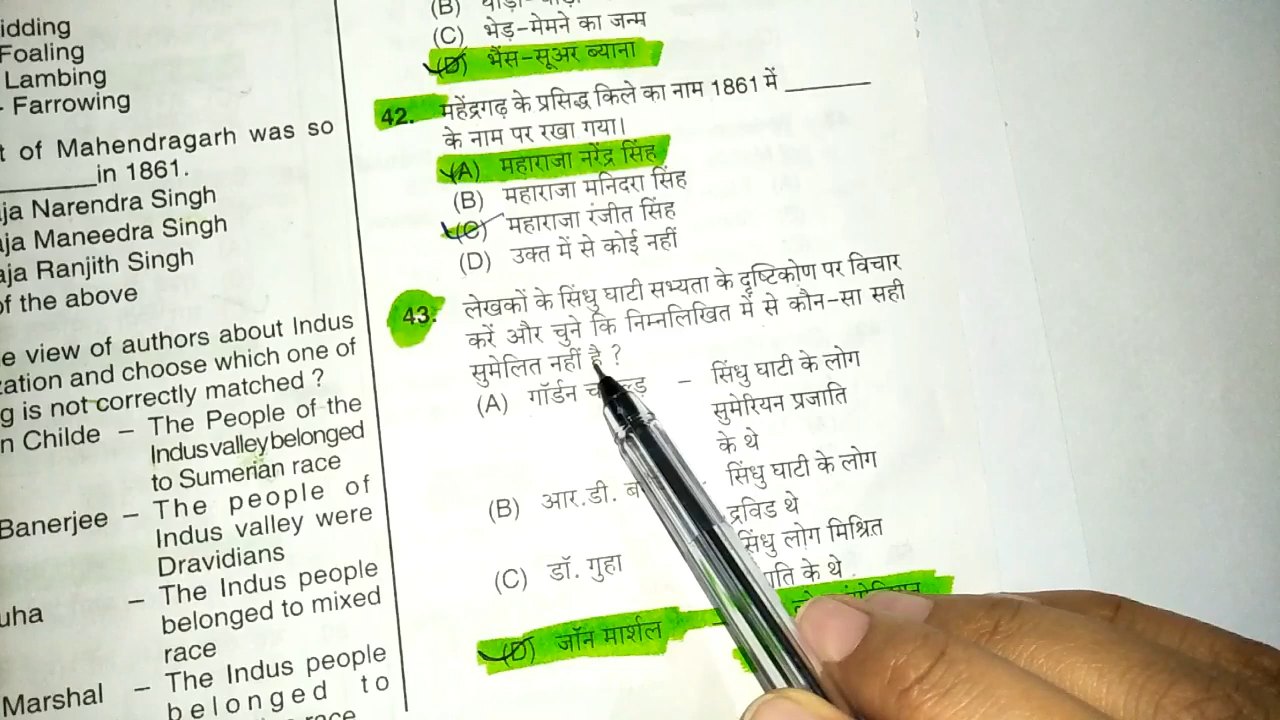 idding
Foaling
Lambing
- Farrowing
t of Mahendragarh was so
________in 1861.
ja Narendra Singh
ja Maneedra Singh
aja Ranjith Singh
of the above
e view of authors about Indus
zation and choose which one of
g is not correctly matched ?
n Childe – The People of the
Indus valley belonged
to Sumerian race
Banerjee – The people of
Indus valley were
Dravidians
uha – The Indus people
belonged to mixed
race
Marshal – The Indus people
belonged to
race
(B)
(C) भेड़-मेमने का जन्म
(D) भैंस-सूअर ब्याना
42. महेंद्रगढ़ के प्रसिद्ध किले का नाम 1861 में ________
के नाम पर रखा गया।
(A) महाराजा नरेंद्र सिंह
(B) महाराजा मनिदरा सिंह
(C) महाराजा रंजीत सिंह
(D) उक्त में से कोई नहीं
43. लेखकों के सिंधु घाटी सभ्यता के दृष्टिकोण पर विचार
करें और चुने कि निम्नलिखित में से कौन-सा सही
सुमेलित नहीं है ?
(A) गॉर्डन – सिंधु घाटी के लोग
सुमेरियन प्रजाति
के थे
(B) आर.डी. सिंधु घाटी के लोग
द्रविड थे
(C) डॉ. गुहा सिंधु लोग मिश्रित
के थे
(D) जॉन मार्शल –